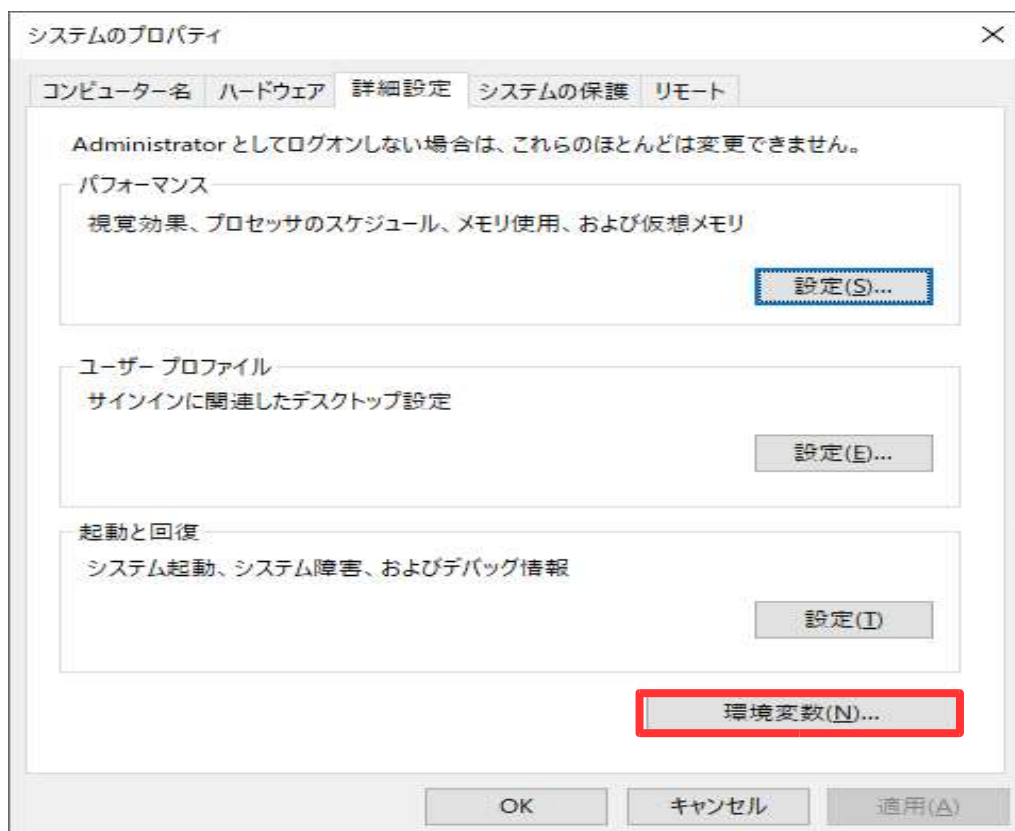 システムのプロパティ
コンピューター名 ハードウェア 詳細設定 システムの保護 リモート
Administrator としてログオンしない場合は、これらのほとんどは変更できません。
パフォーマンス
視覚効果、プロセッサのスケジュール、メモリ使用、および仮想メモリ
設定(S)...
ユーザー プロファイル
サインインに関連したデスクトップ設定
設定(E)...
起動と回復
システム起動、システム障害、およびデバッグ情報
設定(T)
環境変数(N)...
OK キャンセル 適用(A)